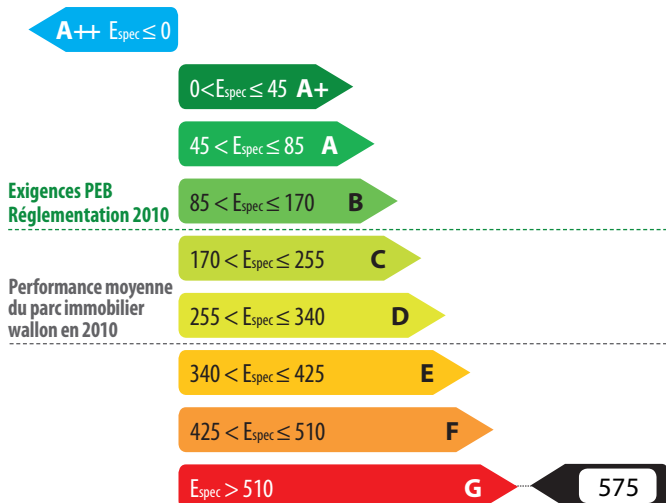 A++ Espec ≤ 0
0 < Espec ≤ 45 A+
45 < Espec ≤ 85 A
Exigences PEB
Réglementation 2010
85 < Espec ≤ 170 B
170 < Espec ≤ 255 C
Performance moyenne
du parc immobilier
wallon en 2010
255 < Espec ≤ 340 D
340 < Espec ≤ 425 E
425 < Espec ≤ 510 F
Espec > 510 G 575